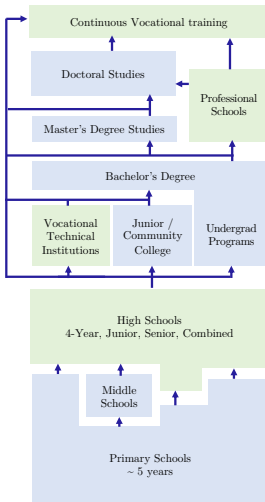 Continuous Vocational training
Doctoral Studies
Professional
Schools
Master's Degree Studies
Bachelor's Degree
Vocational
Technical
Institutions
Junior /
Community
College
Undergrad
Programs
High Schools
4-Year, Junior, Senior, Combined
Middle
Schools
Primary Schools
~ 5 years